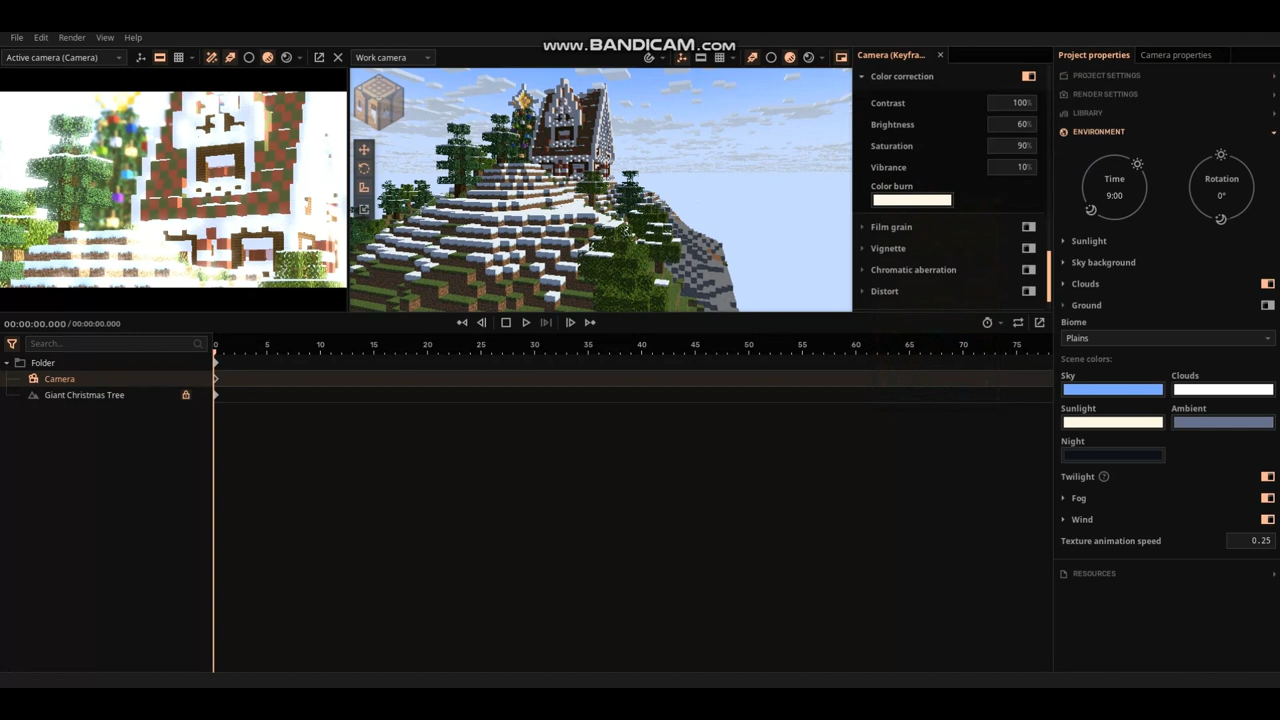 www.BANDICAM.com
File Edit Render View Help
Active camera (Camera)
Work camera
Camera (Keyfra...
Color correction
Contrast 100%
Brightness 60%
Saturation 90%
Vibrance 10%
Color burn
Film grain
Vignette
Chromatic aberration
Distort
Project properties Camera properties
PROJECT SETTINGS
RENDER SETTINGS
LIBRARY
ENVIRONMENT
Time Rotation
9:00 0°
Sunlight
Sky background
Clouds
Ground
Biome
Plains
Scene colors:
Sky Clouds
Sunlight Ambient
Night
Twilight ?
Fog
Wind
Texture animation speed 0.25
RESOURCES
00:00:00.000 / 00:00:00.000
Search...
0 5 10 15 20 25 30 35 40 45 50 55 60 65 70 75
Folder
Camera
Giant Christmas Tree